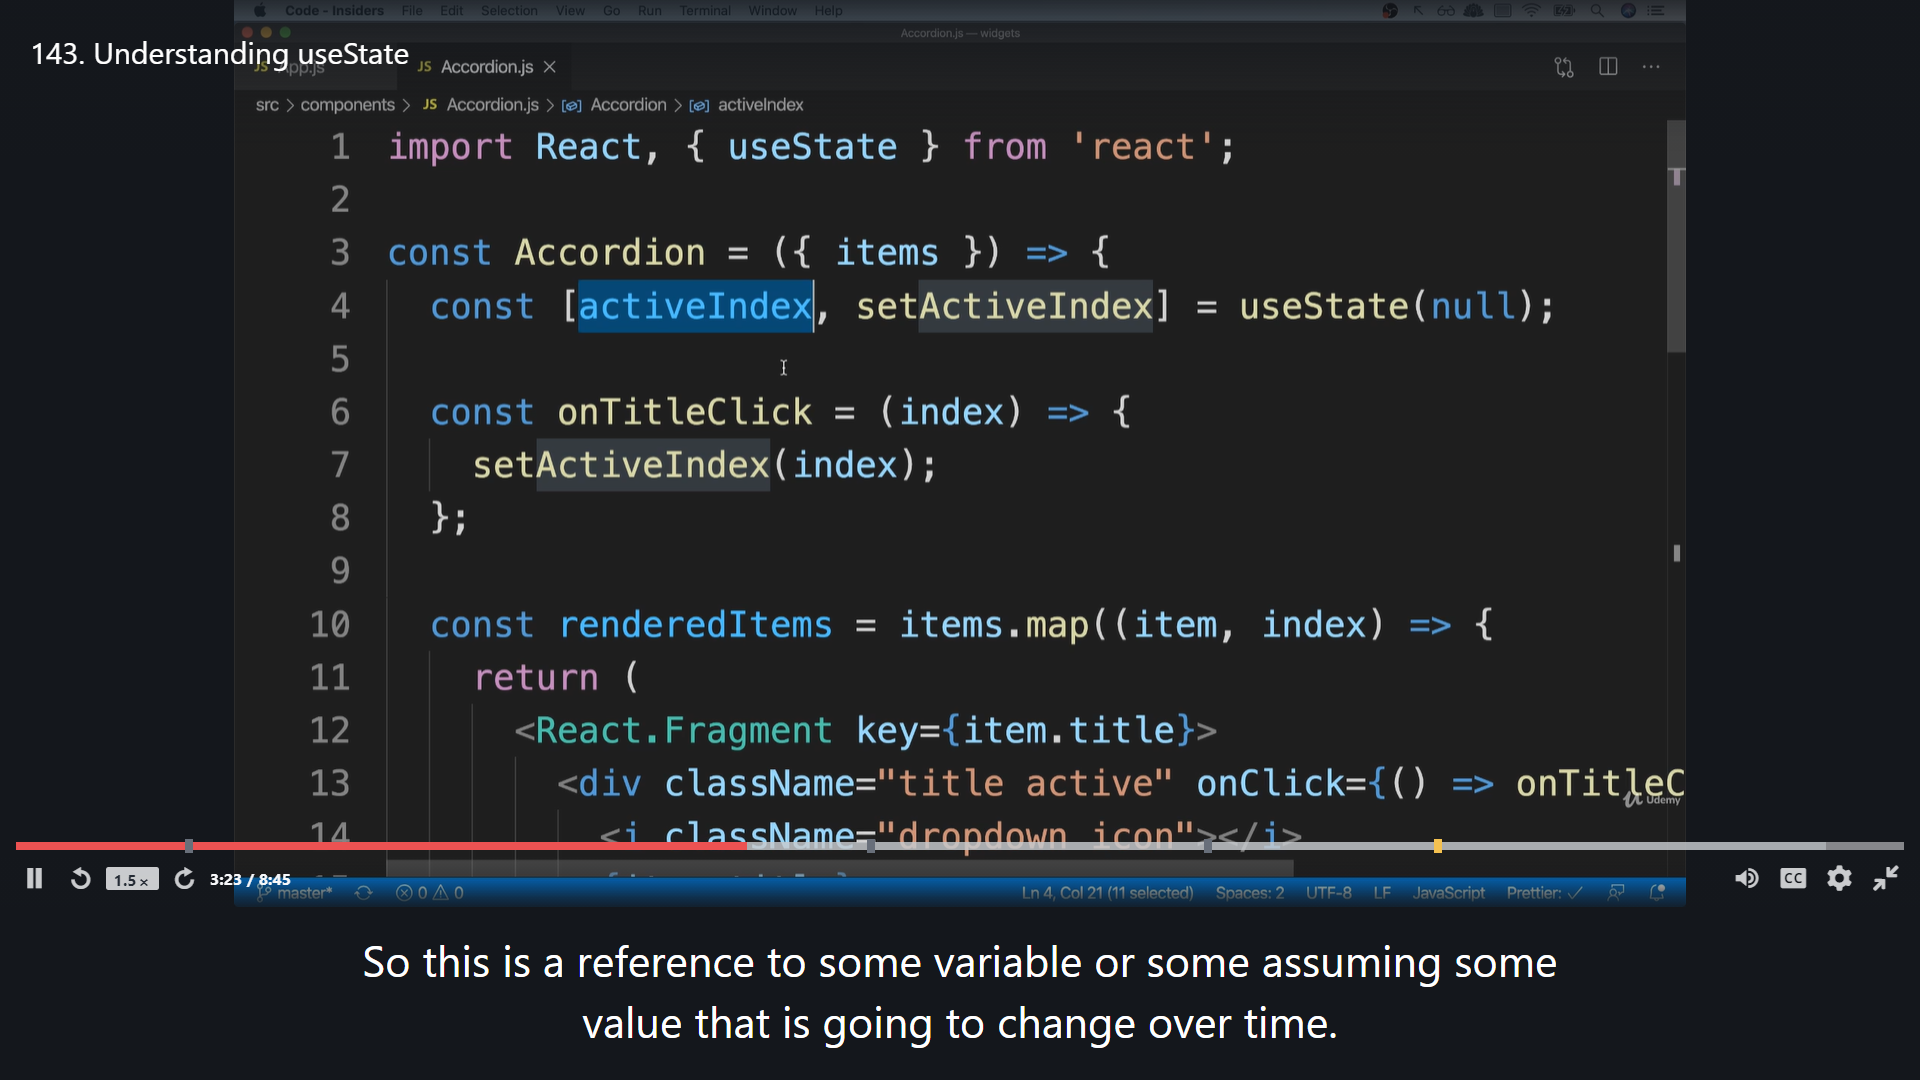 Code - Insiders File Edit Selection View Go Run Terminal Window Help
Accordion.js — widgets
143. Understanding useState
JS App.js JS Accordion.js ×
src > components > JS Accordion.js > Accordion > activeIndex
1 import React, { useState } from 'react';
2
3 const Accordion = ({ items }) => {
4 const [activeIndex, setActiveIndex] = useState(null);
5
6 const onTitleClick = (index) => {
7 setActiveIndex(index);
8 };
9
10 const renderedItems = items.map((item, index) => {
11 return (
12 <React.Fragment key={item.title}>
13 <div className="title active" onClick={() => onTitleC
Udemy
14 <i className="dropdown icon"></i>
1.5 × 3:23 / 8:45 CC
master* 0 0 Ln 4, Col 21 (11 selected) Spaces: 2 UTF-8 LF JavaScript Prettier: ✓
So this is a reference to some variable or some assuming some
value that is going to change over time.